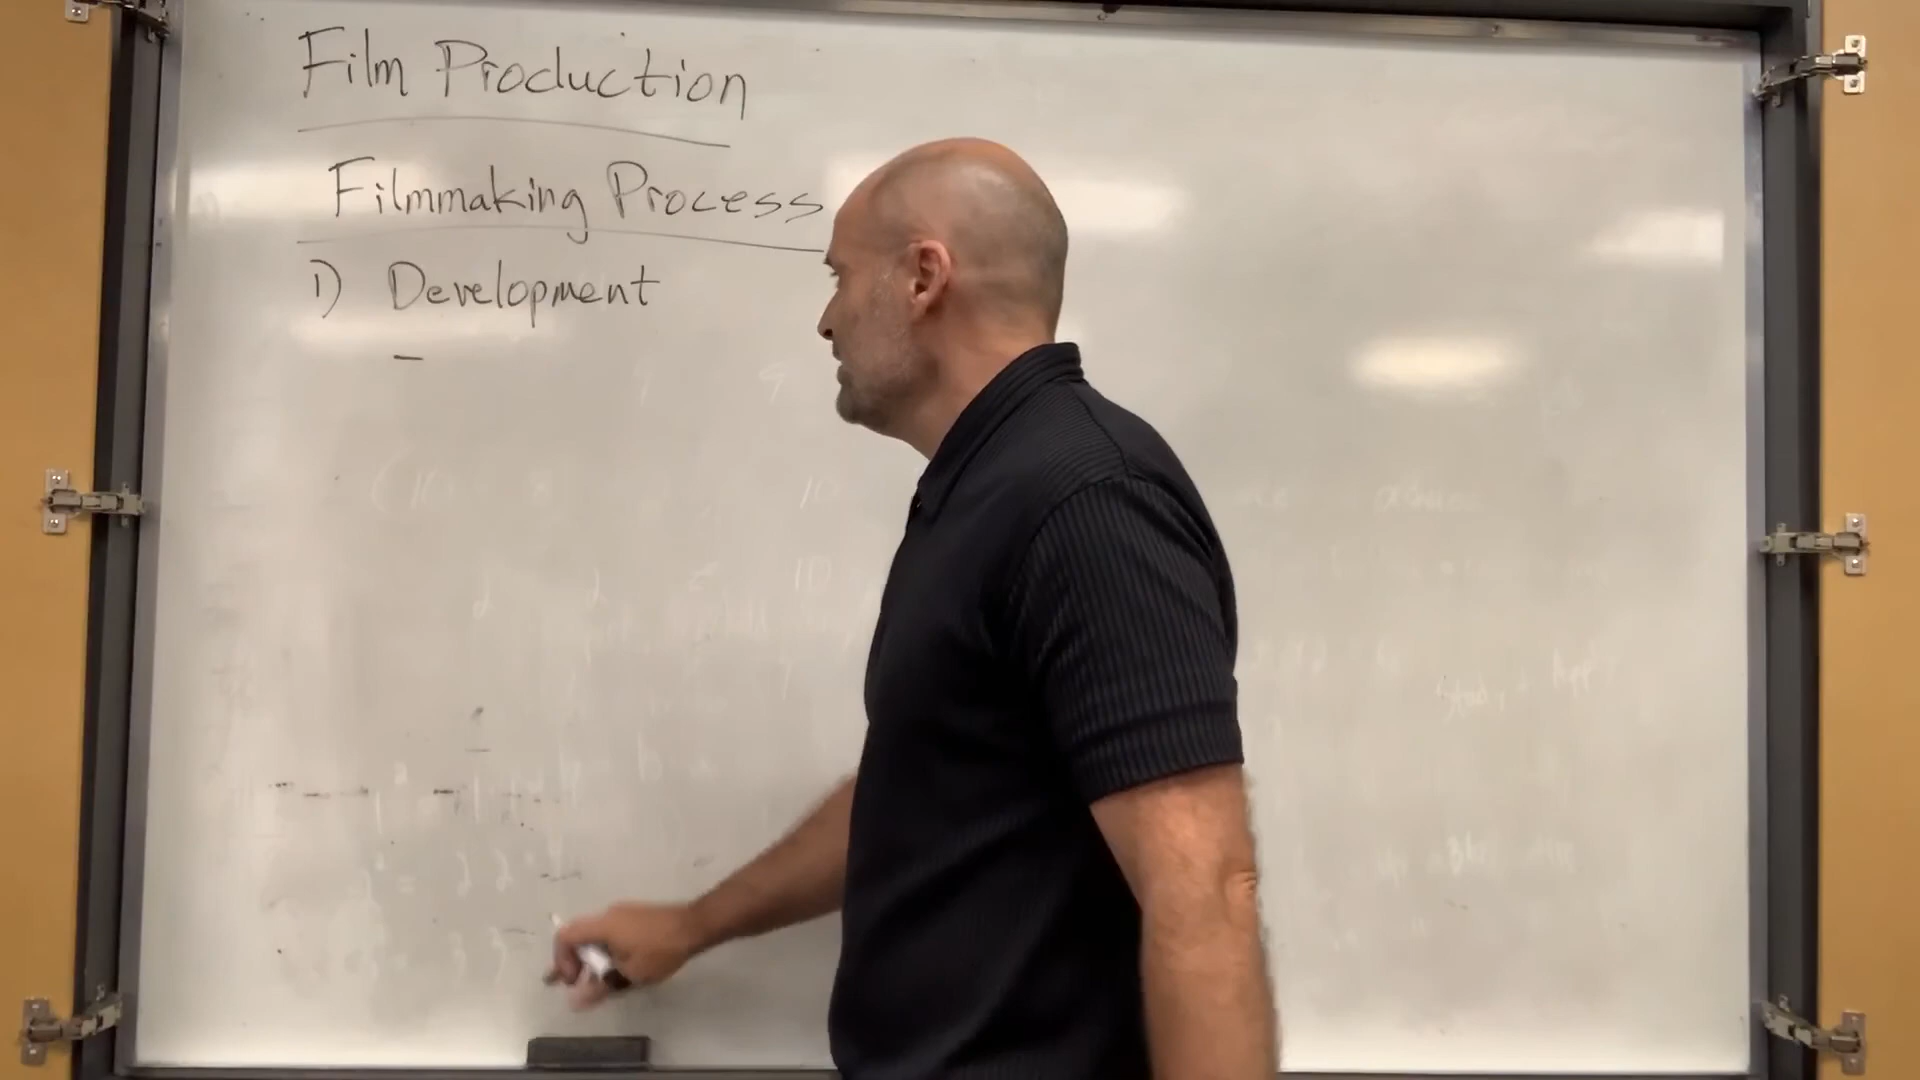 Film Production
Filmmaking Process
1) Development
–